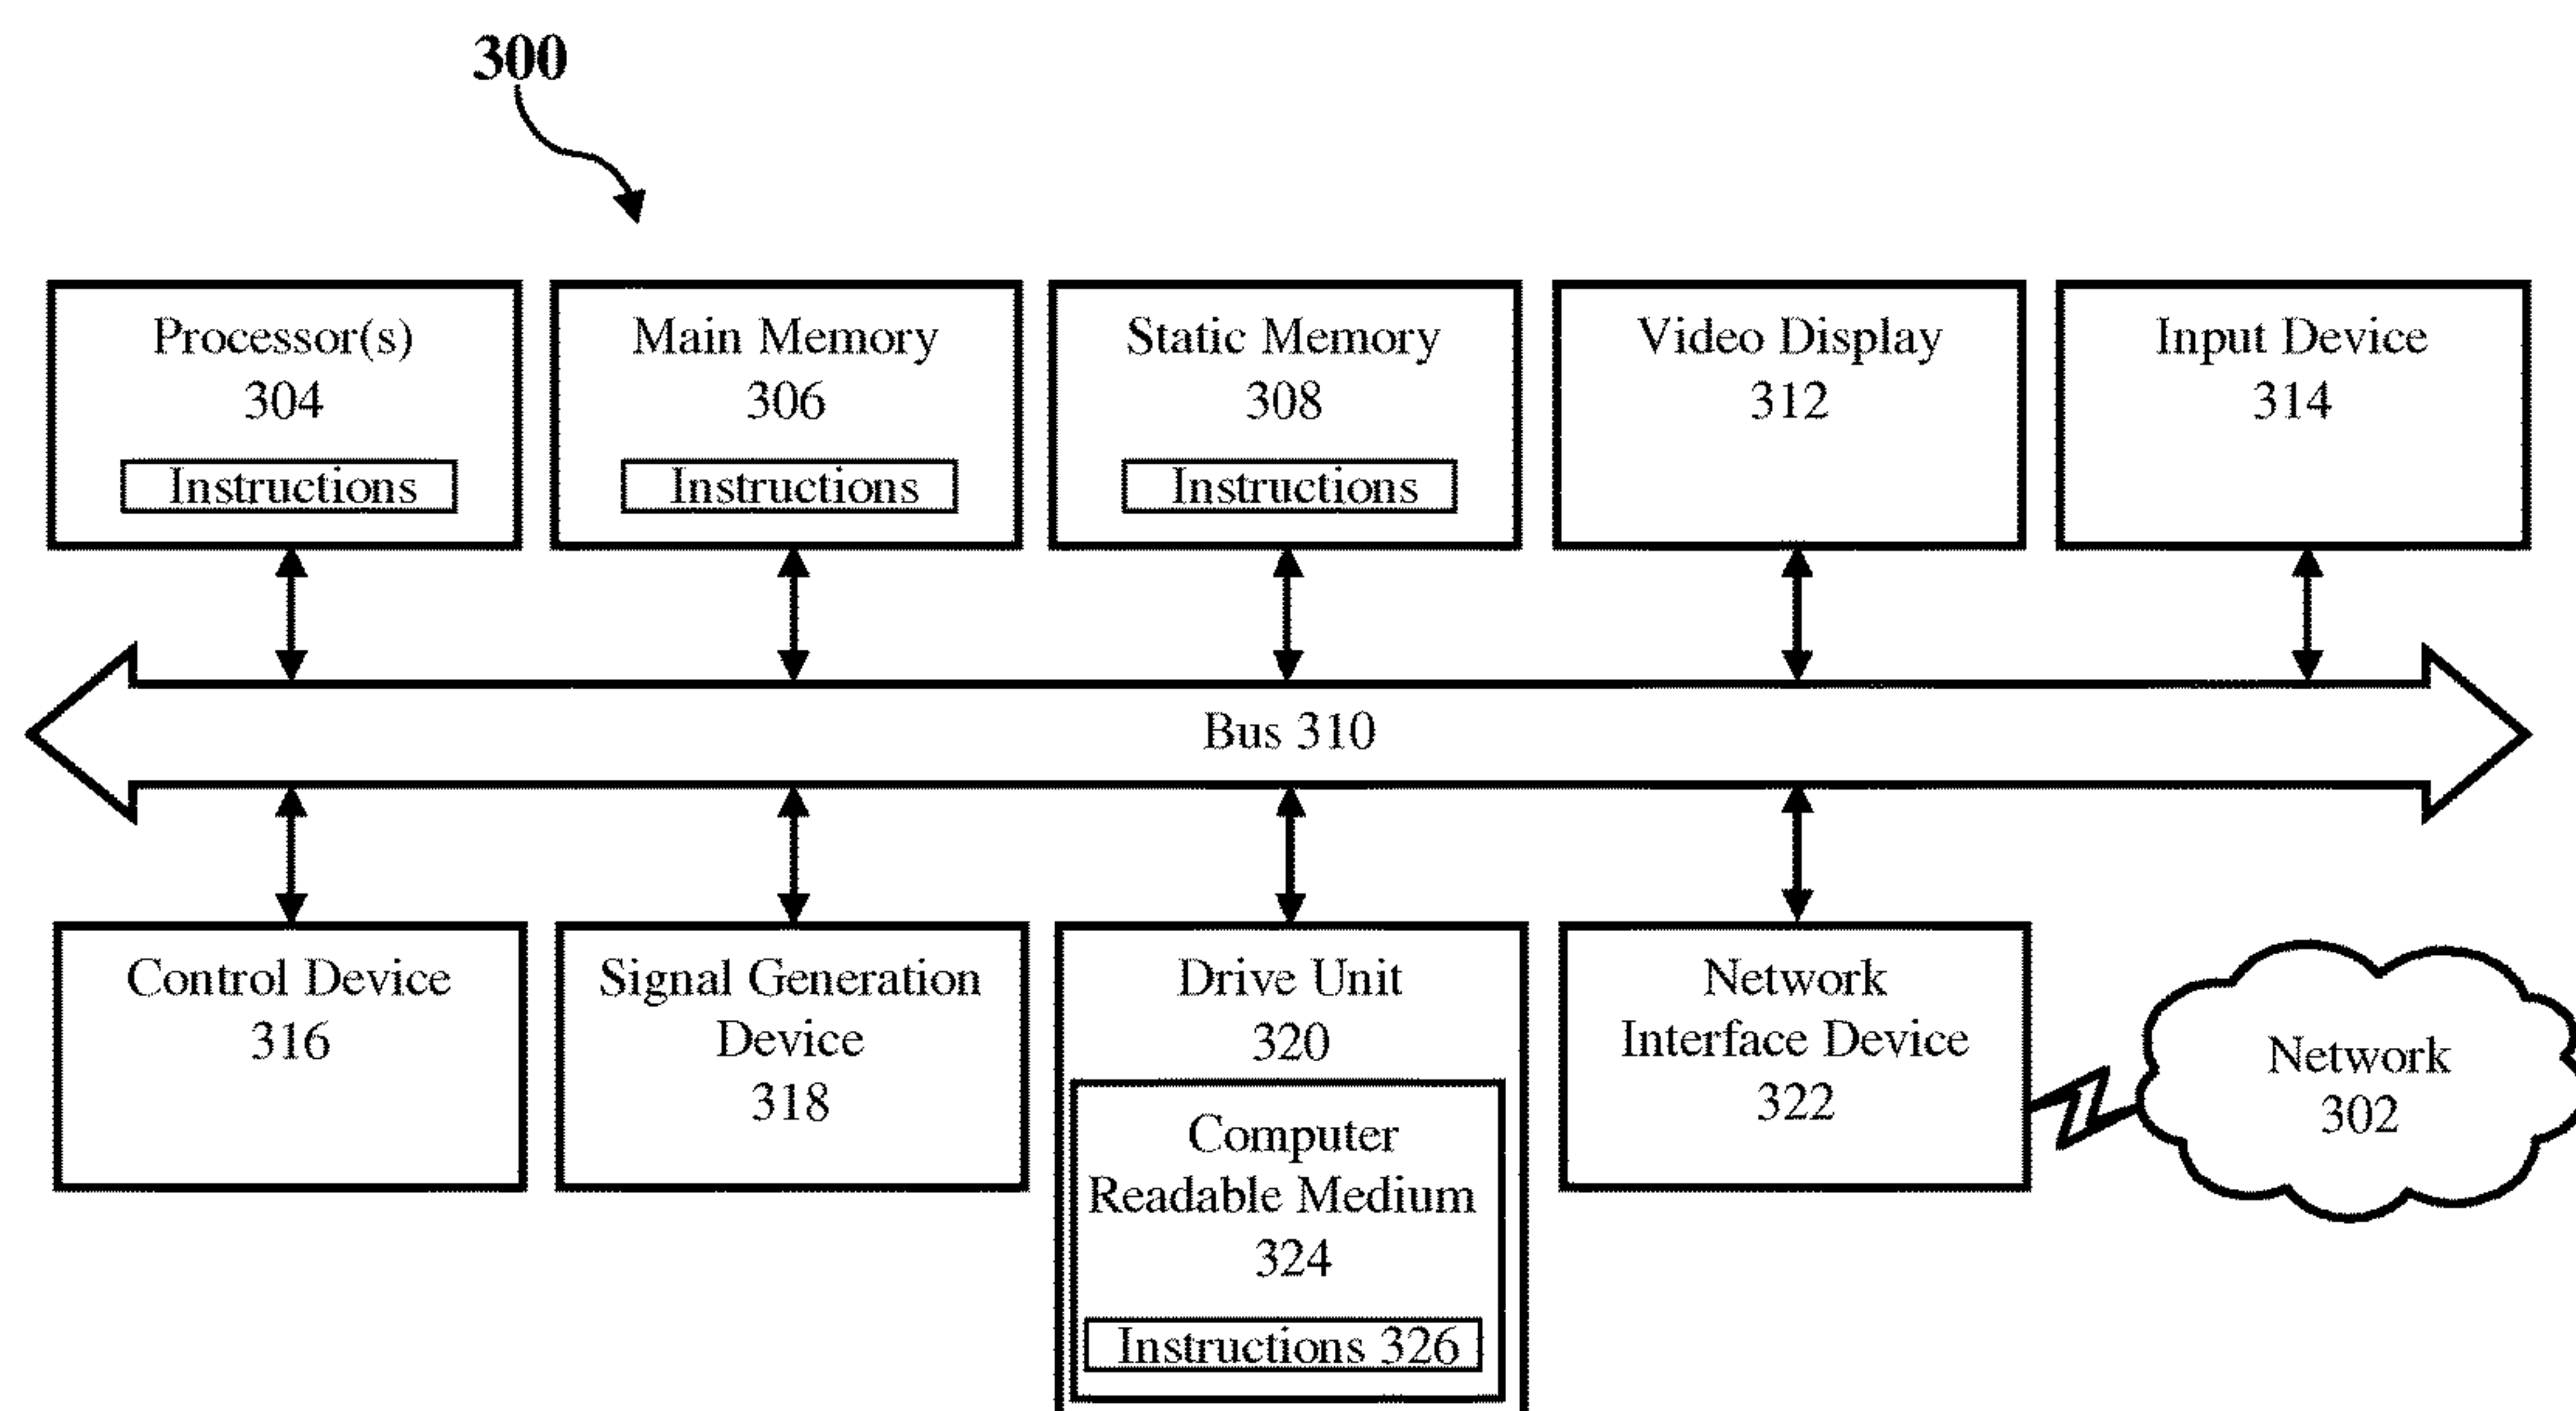 300
Processor(s)
304
Instructions
Main Memory
306
Instructions
Static Memory
308
Instructions
Video Display
312
Input Device
314
Bus 310
Control Device
316
Signal Generation
Device
318
Drive Unit
320
Computer
Readable Medium
324
Instructions 326
Network
Interface Device
322
Network
302